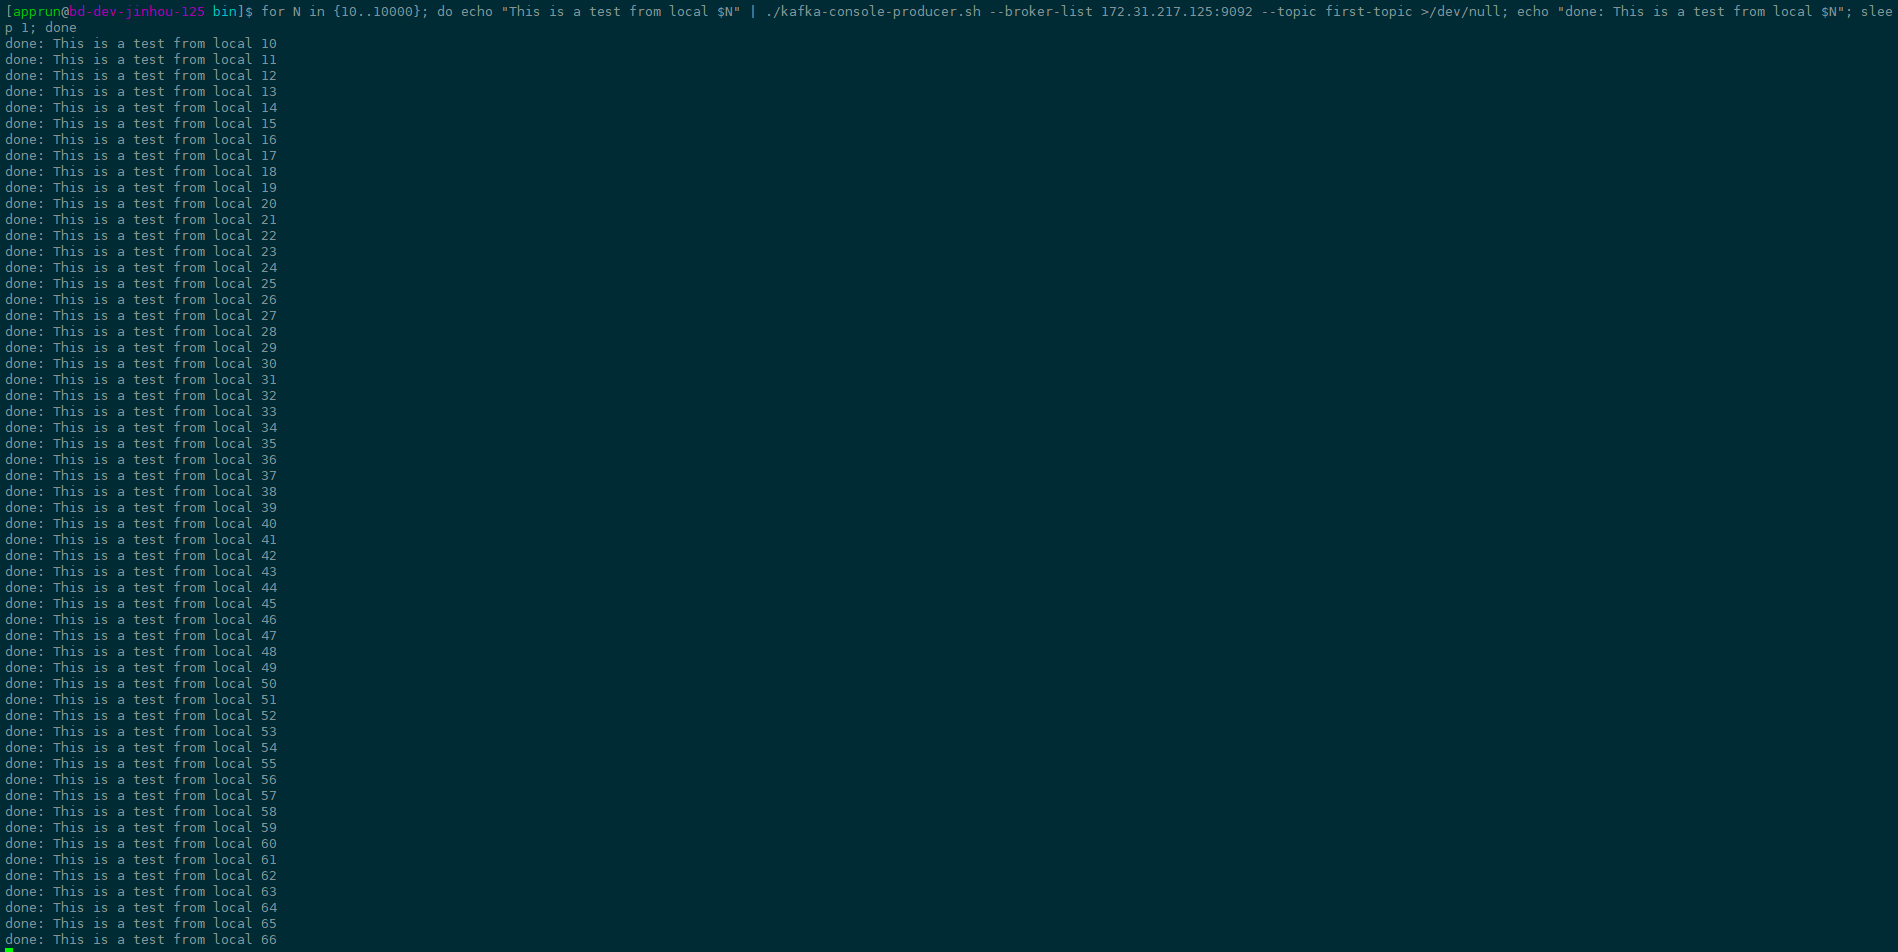 [apprun@bd-dev-jinhou-125 bin]$ for N in {10..10000}; do echo "This is a test from local $N" | ./kafka-console-producer.sh --broker-list 172.31.217.125:9092 --topic first-topic >/dev/null; echo "done: This is a test from local $N"; slee
p 1; done
done: This is a test from local 10
done: This is a test from local 11
done: This is a test from local 12
done: This is a test from local 13
done: This is a test from local 14
done: This is a test from local 15
done: This is a test from local 16
done: This is a test from local 17
done: This is a test from local 18
done: This is a test from local 19
done: This is a test from local 20
done: This is a test from local 21
done: This is a test from local 22
done: This is a test from local 23
done: This is a test from local 24
done: This is a test from local 25
done: This is a test from local 26
done: This is a test from local 27
done: This is a test from local 28
done: This is a test from local 29
done: This is a test from local 30
done: This is a test from local 31
done: This is a test from local 32
done: This is a test from local 33
done: This is a test from local 34
done: This is a test from local 35
done: This is a test from local 36
done: This is a test from local 37
done: This is a test from local 38
done: This is a test from local 39
done: This is a test from local 40
done: This is a test from local 41
done: This is a test from local 42
done: This is a test from local 43
done: This is a test from local 44
done: This is a test from local 45
done: This is a test from local 46
done: This is a test from local 47
done: This is a test from local 48
done: This is a test from local 49
done: This is a test from local 50
done: This is a test from local 51
done: This is a test from local 52
done: This is a test from local 53
done: This is a test from local 54
done: This is a test from local 55
done: This is a test from local 56
done: This is a test from local 57
done: This is a test from local 58
done: This is a test from local 59
done: This is a test from local 60
done: This is a test from local 61
done: This is a test from local 62
done: This is a test from local 63
done: This is a test from local 64
done: This is a test from local 65
done: This is a test from local 66